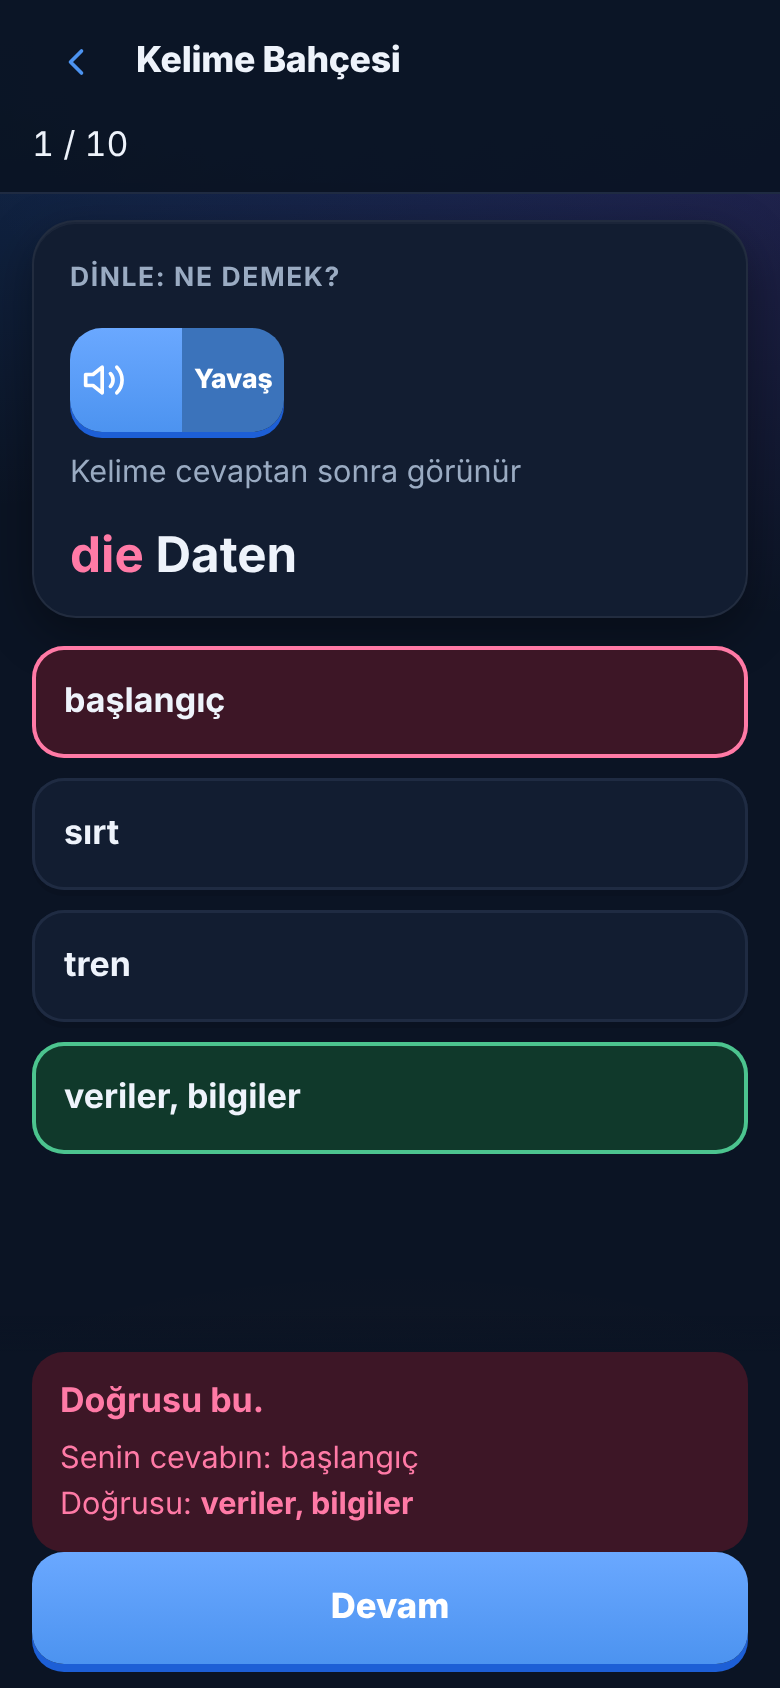 Kelime Bahçesi
1 / 10
DİNLE: NE DEMEK?
Yavaş
Kelime cevaptan sonra görünür
die Daten
başlangıç
sırt
tren
veriler, bilgiler
Doğrusu bu.
Senin cevabın: başlangıç
Doğrusu: veriler, bilgiler
Devam